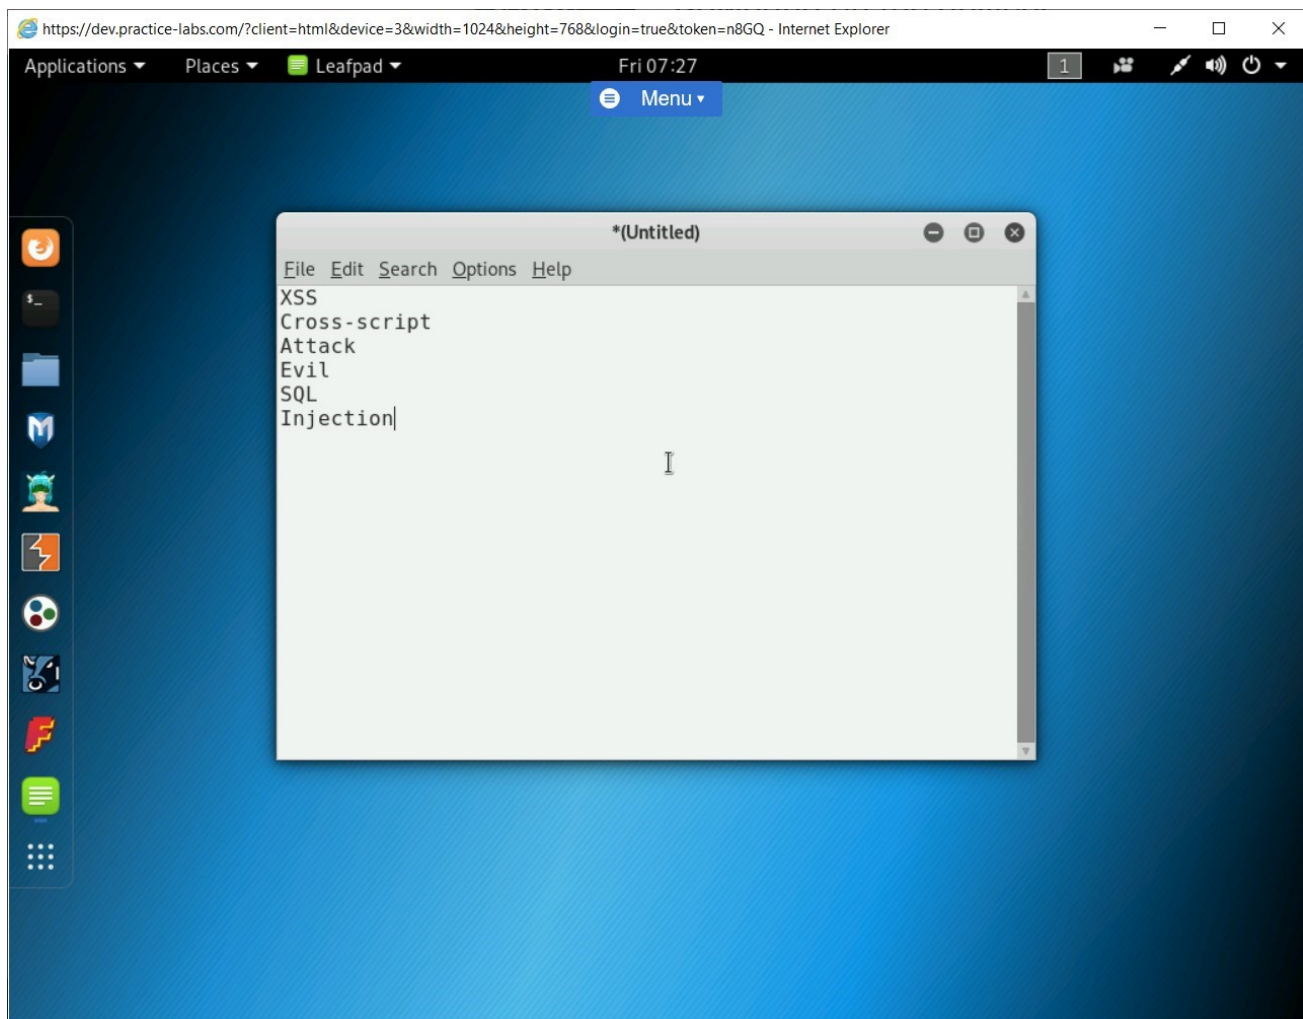 https://dev.practice-labs.com/?client=html&device=3&width=1024&height=768&login=true&token=n8GQ - Internet Explorer
Applications Places Leafpad Fri 07:27 1
Menu
*(Untitled)
File Edit Search Options Help
XSS
Cross-script
Attack
Evil
SQL
Injection
$_